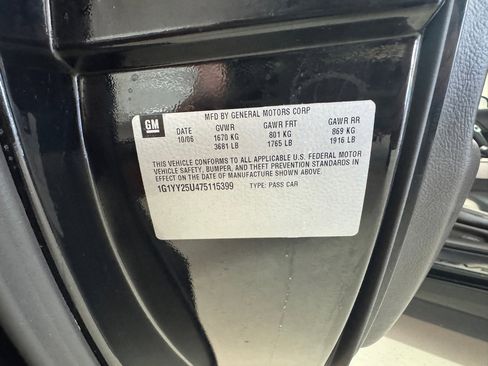 MFD BY GENERAL MOTORS CORP
GM
DATE GVWR GAWR FRT GAWR RR
10/06 1670 KG 801 KG 869 KG
3681 LB 1765 LB 1916 LB
THIS VEHICLE CONFORMS TO ALL APPLICABLE U.S. FEDERAL MOTOR
VEHICLE SAFETY, BUMPER, AND THEFT PREVENTION STANDARDS IN
EFFECT ON THE DATE OF MANUFACTURE SHOWN ABOVE.
1G1YY25U475115399 TYPE: PASS CAR